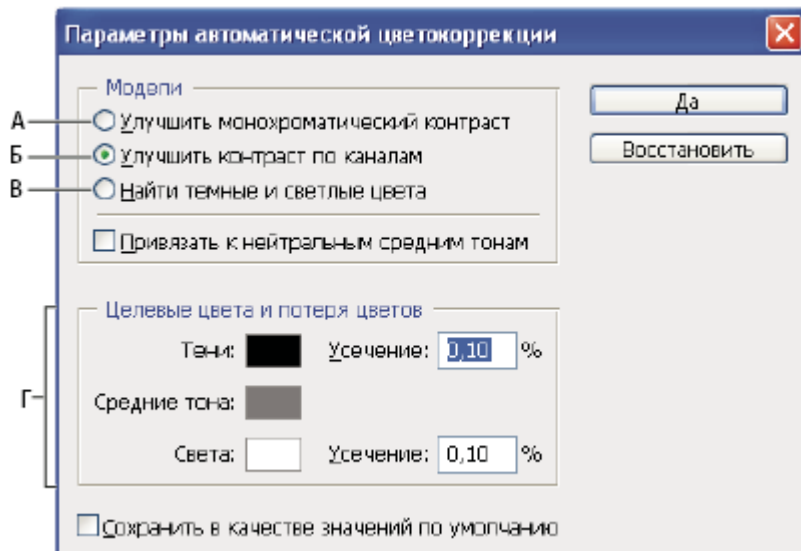 Параметры автоматической цветокоррекции
Модели
Да
А
Улучшить монохроматический контраст
Б
Улучшить контраст по каналам
Восстановить
В
Найти темные и светлые цвета
Привязать к нейтральным средним тонам
Целевые цвета и потеря цветов
Тени: Усечение: 0,10 %
Г
Средние тона:
Света: Усечение: 0,10 %
Сохранить в качестве значений по умолчанию